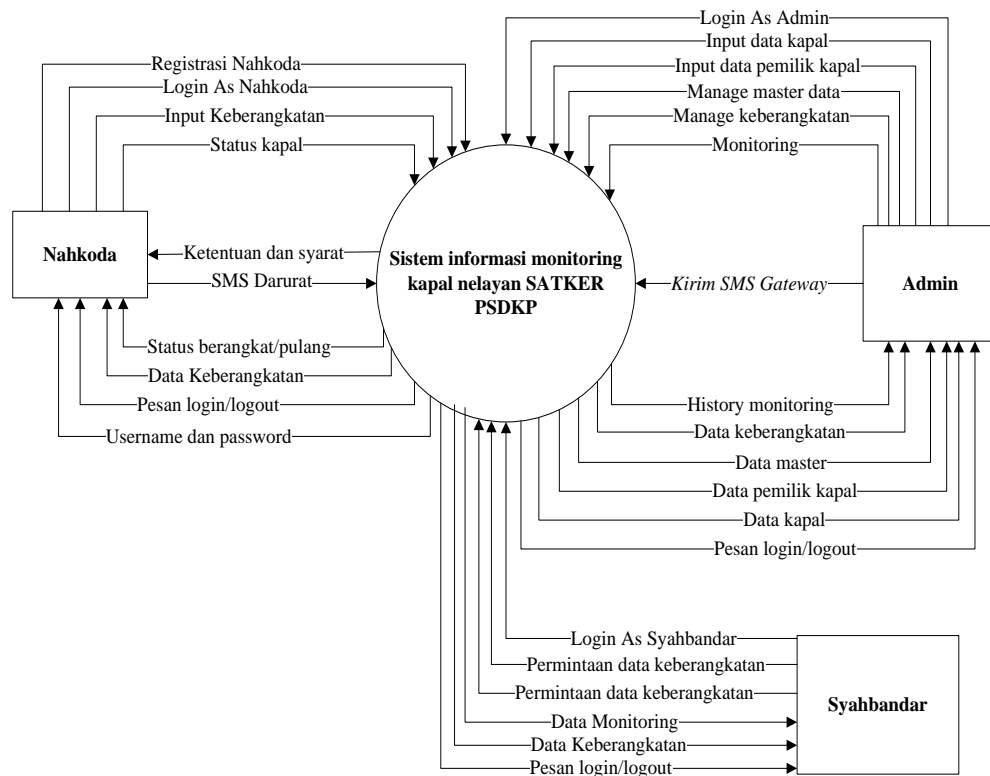 Login As Admin
Input data kapal
Input data pemilik kapal
Manage master data
Manage keberangkatan
Monitoring
Registrasi Nahkoda
Login As Nahkoda
Input Keberangkatan
Status kapal
Nahkoda
Ketentuan dan syarat
SMS Darurat
Sistem informasi monitoring
kapal nelayan SATKER
PSDKP
Kirim SMS Gateway
Admin
Status berangkat/pulang
Data Keberangkatan
Pesan login/logout
Username dan password
History monitoring
Data keberangkatan
Data master
Data pemilik kapal
Data kapal
Pesan login/logout
Login As Syahbandar
Permintaan data keberangkatan
Permintaan data keberangkatan
Data Monitoring
Data Keberangkatan
Pesan login/logout
Syahbandar